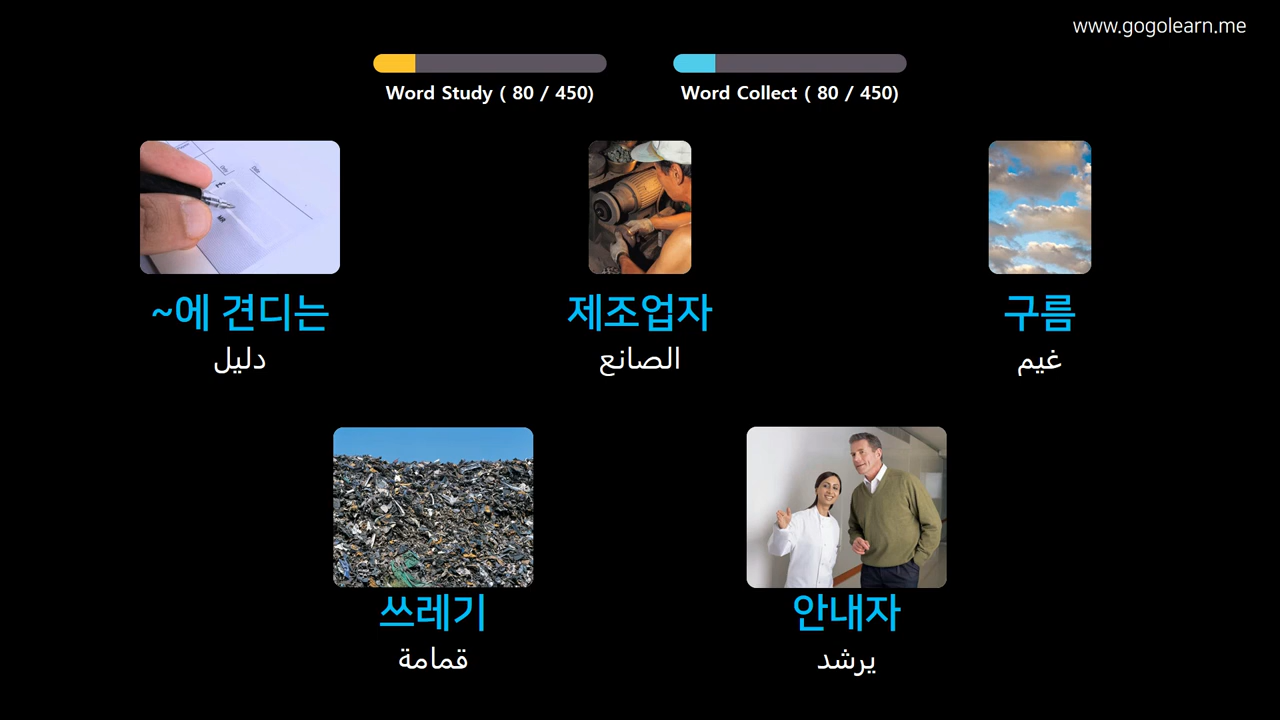 www.gogolearn.me
Word Study ( 80 / 450)
Word Collect ( 80 / 450)
~에 견디는
دليل
제조업자
الصانع
구름
غيم
쓰레기
قمامة
안내자
يرشد